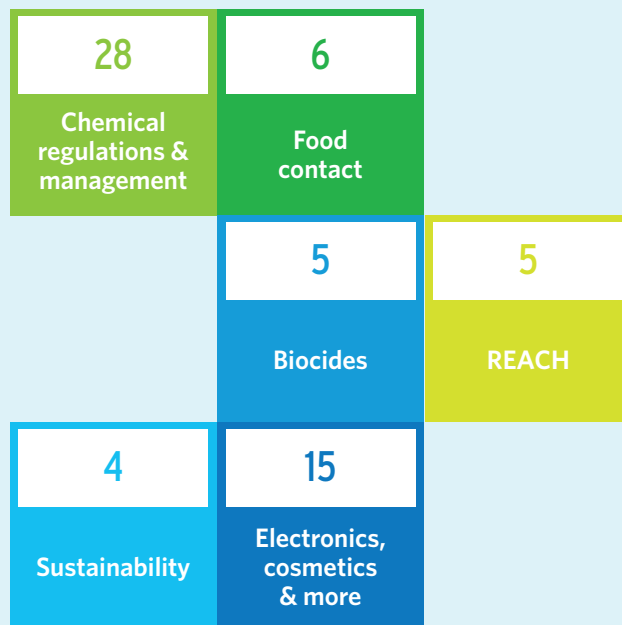 28
Chemical
regulations &
management
6
Food
contact
5
Biocides
5
REACH
4
Sustainability
15
Electronics,
cosmetics
& more